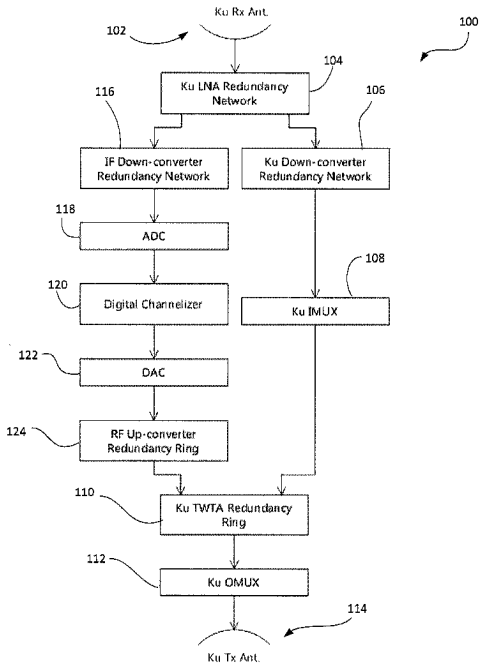 Ku Rx Ant.
102
100
Ku LNA Redundancy
Network
104
116
106
IF Down-converter
Redundancy Network
Ku Down-converter
Redundancy Network
118
ADC
108
120
Digital Channelizer
Ku IMUX
122
DAC
124
RF Up-converter
Redundancy Ring
110
Ku TWTA Redundancy
Ring
112
Ku OMUX
114
Ku Tx Ant.